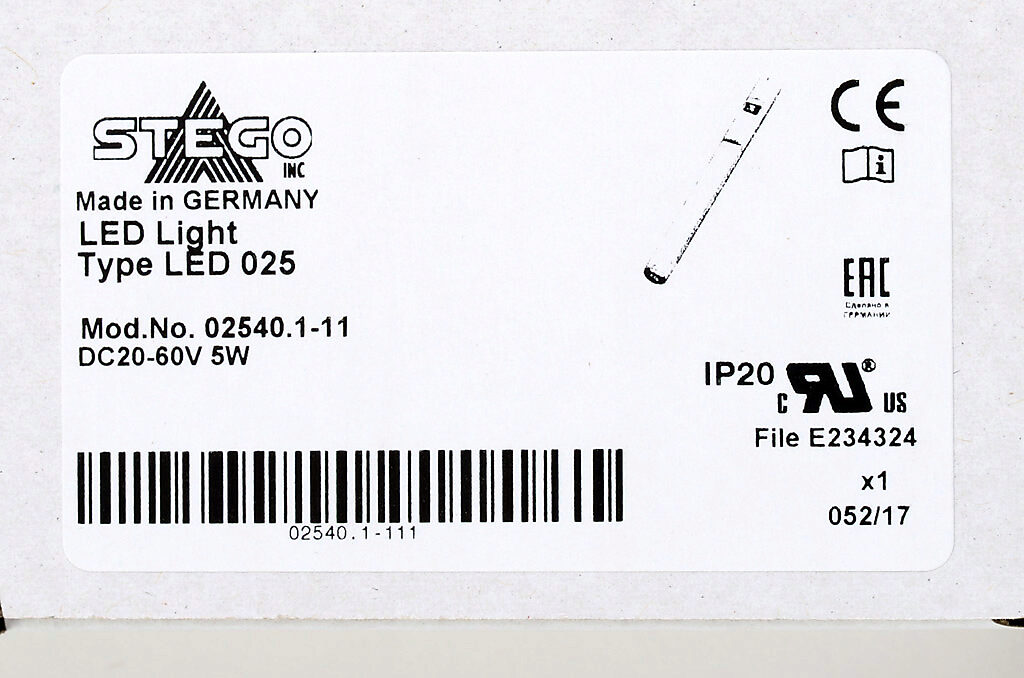 STEGO
INC
Made in GERMANY
LED Light
Type LED 025
Mod.No. 02540.1-11
DC20-60V 5W
02540.1-111
CE
i
EAC
Сделано в
ГЕРМАНИИ
IP20
C RU® US
File E234324
x1
052/17